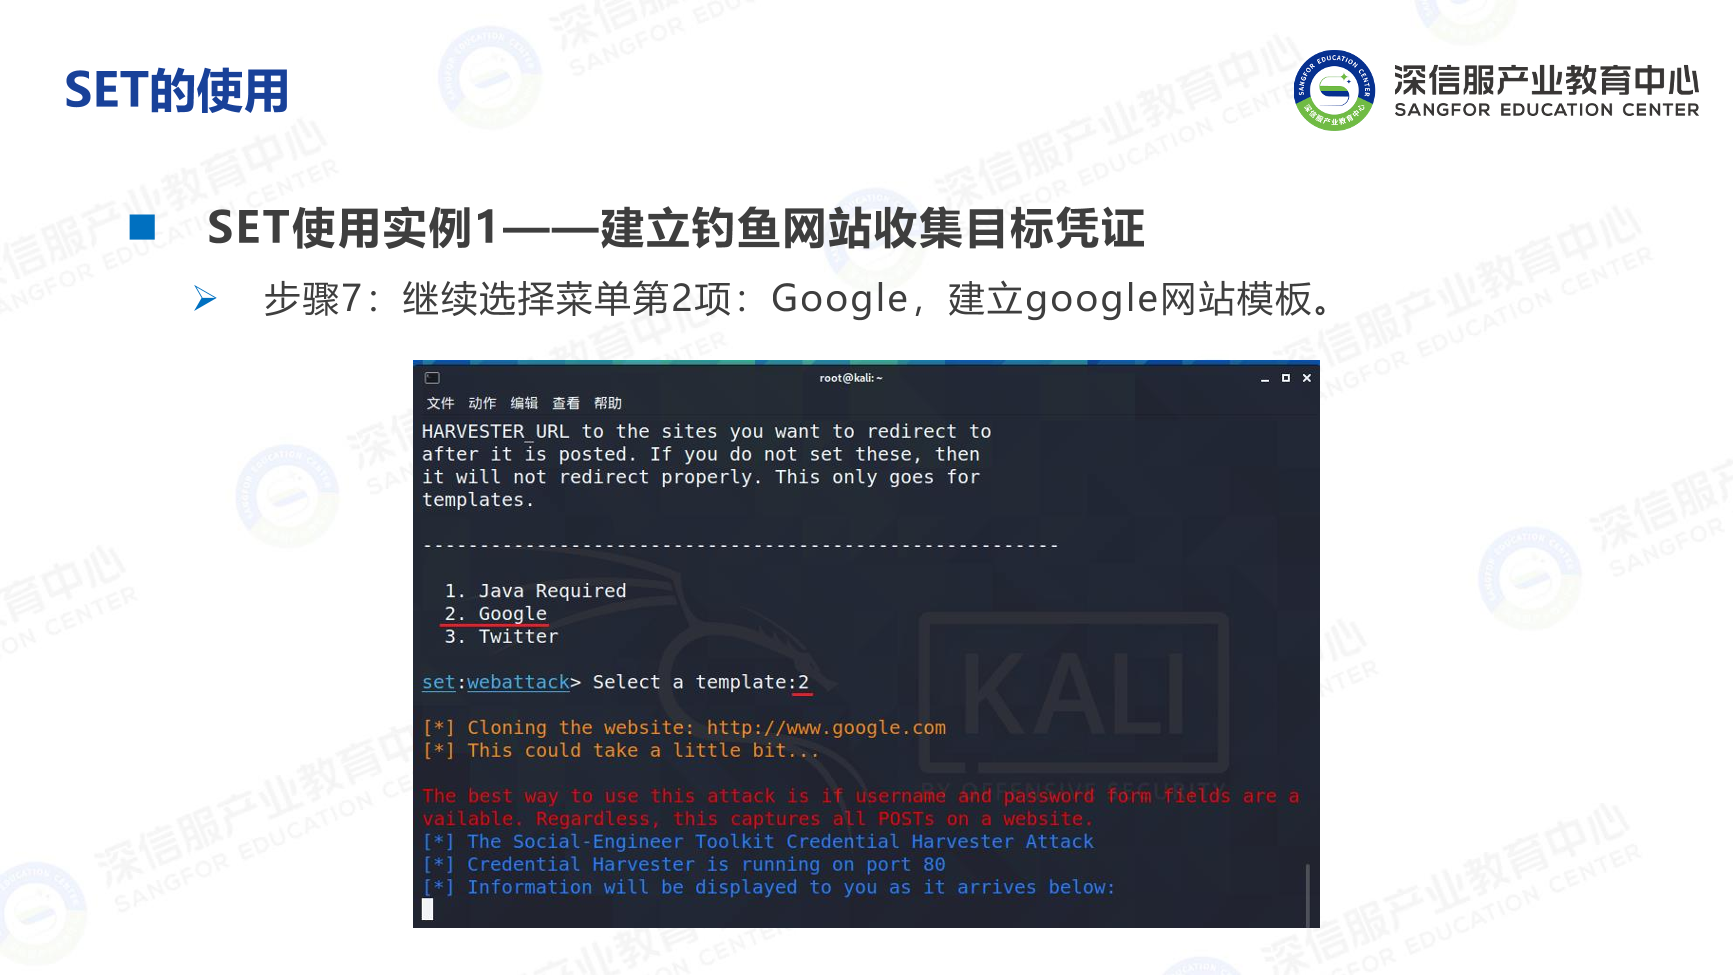 SET的使用
深信服产业教育中心
SANGFOR EDUCATION CENTER
SET使用实例1——建立钓鱼网站收集目标凭证
步骤7：继续选择菜单第2项：Google，建立google网站模板。
root@kali: ~
文件 动作 编辑 查看 帮助
HARVESTER_URL to the sites you want to redirect to
after it is posted. If you do not set these, then
it will not redirect properly. This only goes for
templates.
--------------------------------------------------------
1. Java Required
2. Google
3. Twitter
set:webattack> Select a template:2
[*] Cloning the website: http://www.google.com
[*] This could take a little bit...
The best way to use this attack is if username and password form fields are a
vailable. Regardless, this captures all POSTs on a website.
[*] The Social-Engineer Toolkit Credential Harvester Attack
[*] Credential Harvester is running on port 80
[*] Information will be displayed to you as it arrives below:
KALI
BY OFFENSIVE SECURITY